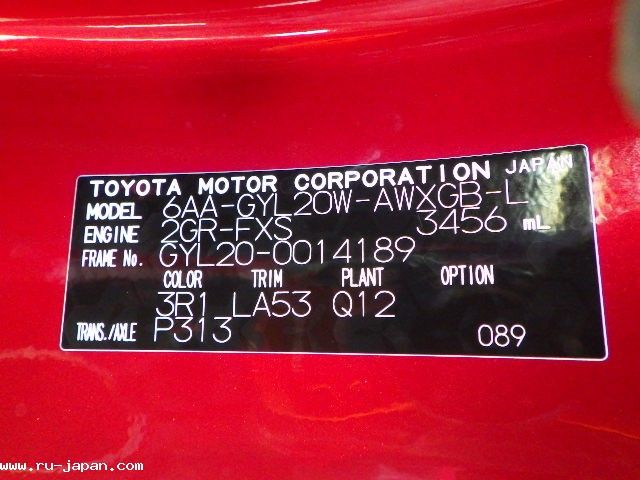 TOYOTA MOTOR CORPORATION JAPAN
MODEL 6AA-GYL20W-AWXGB-L
ENGINE 2GR-FXS 3456 mL
FRAME No. GYL20-0014189
COLOR TRIM PLANT OPTION
3R1 LA53 Q12
TRANS./AXLE P313 089
www.ru-japan.com